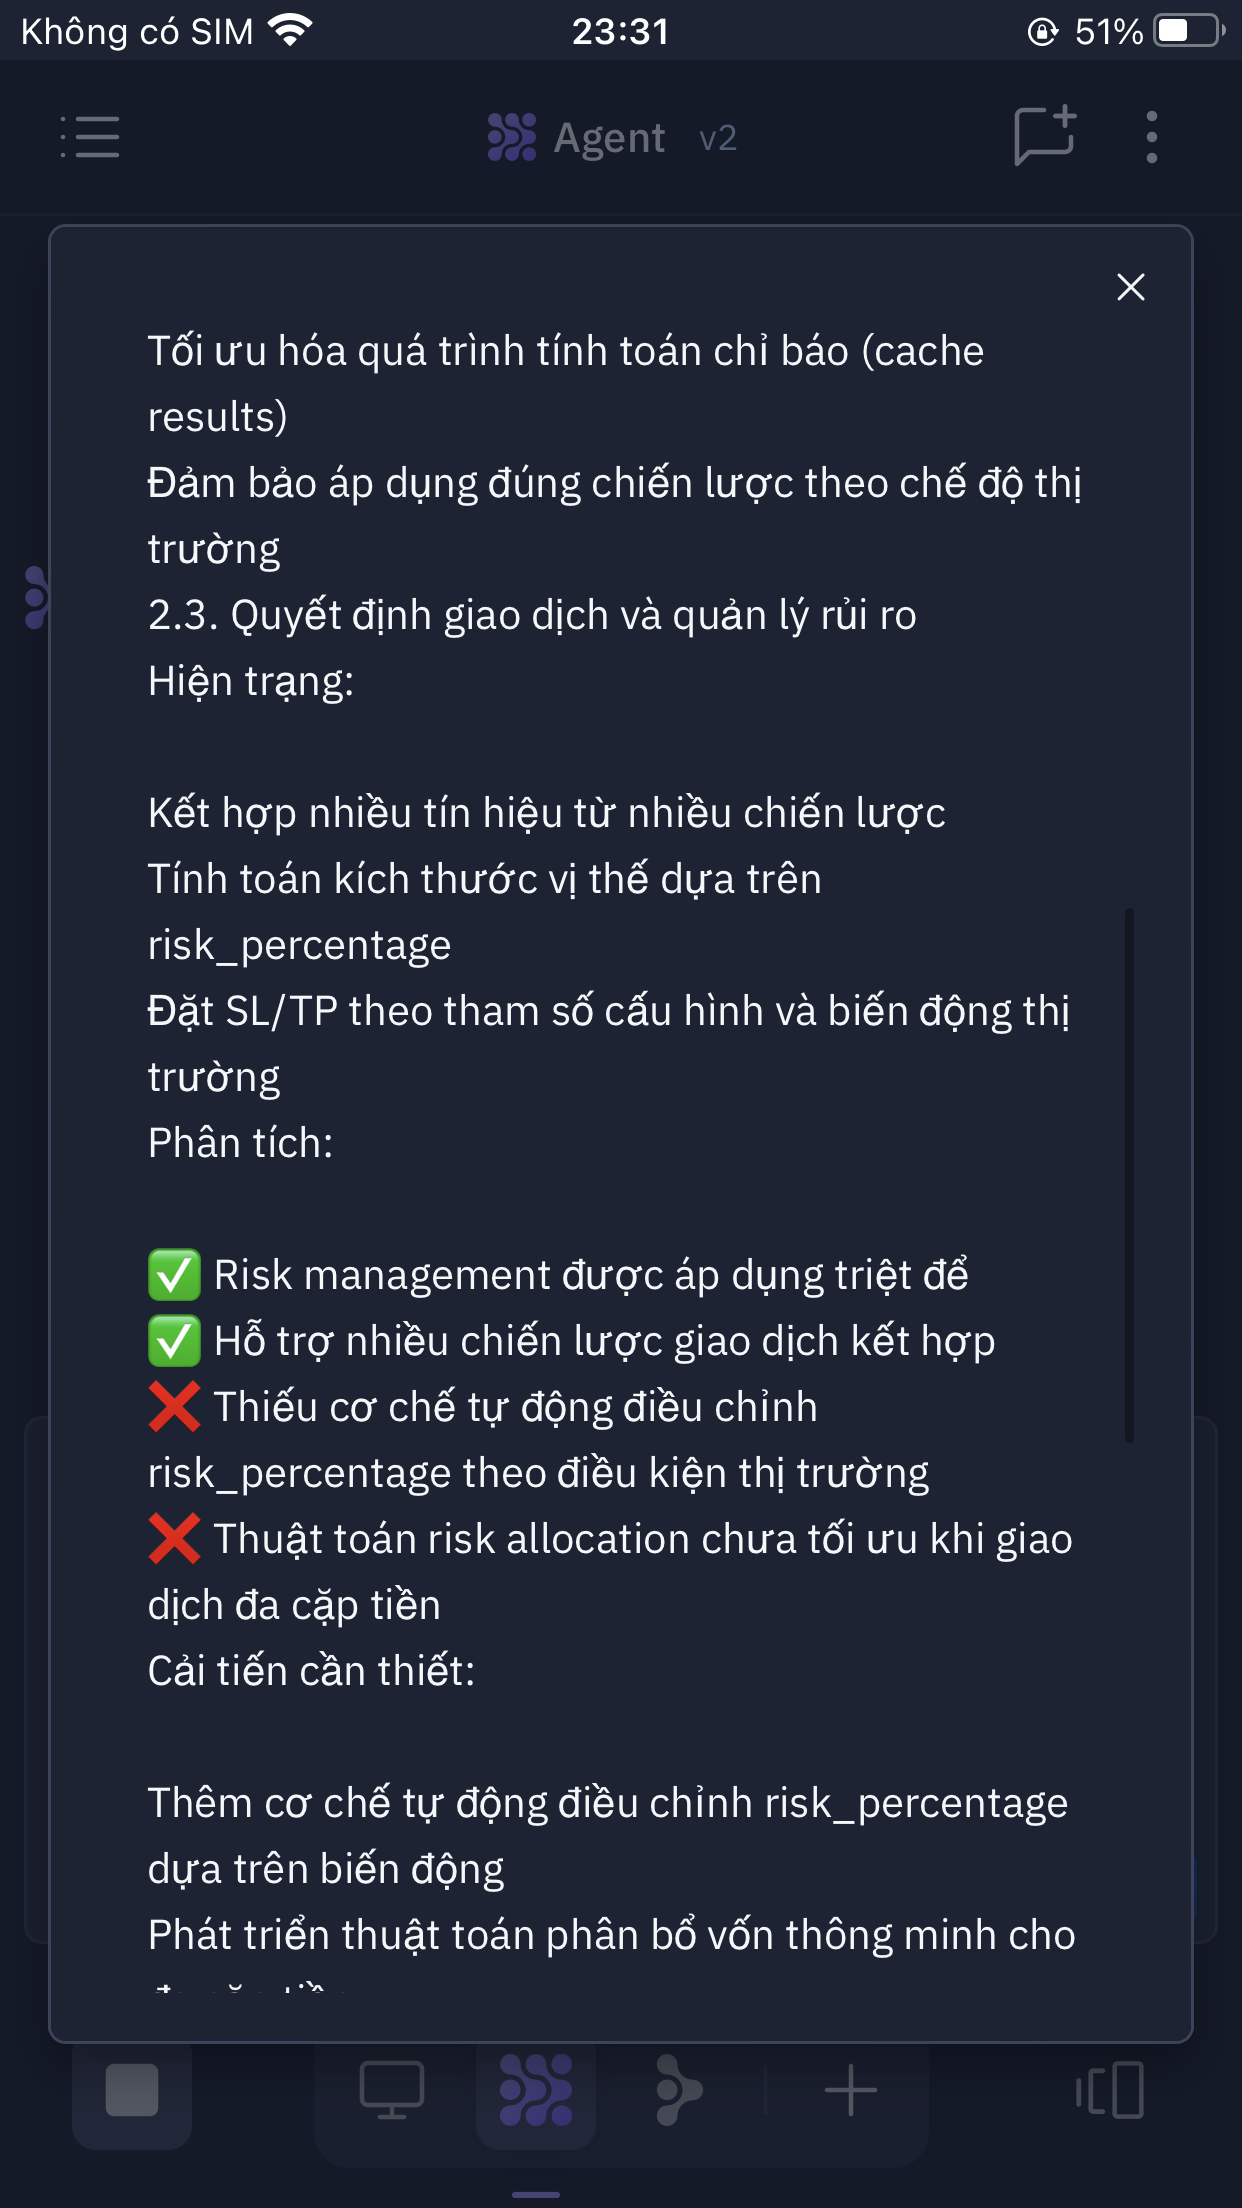 Không có SIM
23:31
51%
Agent v2
Tối ưu hóa quá trình tính toán chỉ báo (cache
results)
Đảm bảo áp dụng đúng chiến lược theo chế độ thị
trường
2.3. Quyết định giao dịch và quản lý rủi ro
Hiện trạng:
Kết hợp nhiều tín hiệu từ nhiều chiến lược
Tính toán kích thước vị thế dựa trên
risk_percentage
Đặt SL/TP theo tham số cấu hình và biến động thị
trường
Phân tích:
✅ Risk management được áp dụng triệt để
✅ Hỗ trợ nhiều chiến lược giao dịch kết hợp
❌ Thiếu cơ chế tự động điều chỉnh
risk_percentage theo điều kiện thị trường
❌ Thuật toán risk allocation chưa tối ưu khi giao
dịch đa cặp tiền
Cải tiến cần thiết:
Thêm cơ chế tự động điều chỉnh risk_percentage
dựa trên biến động
Phát triển thuật toán phân bổ vốn thông minh cho